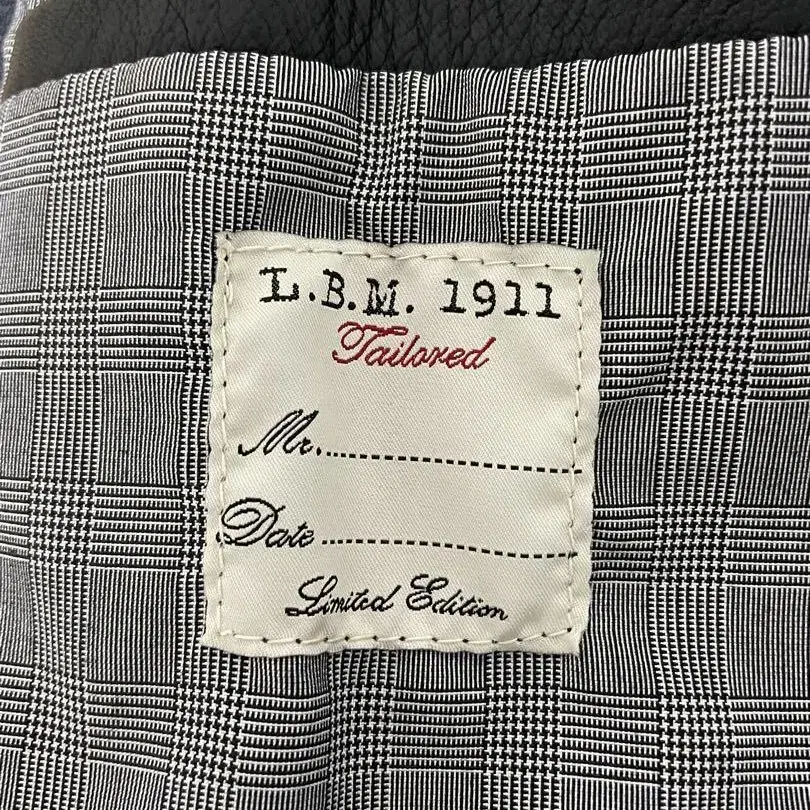 L.B.M. 1911
Tailored
Mr.
Date
Limited Edition